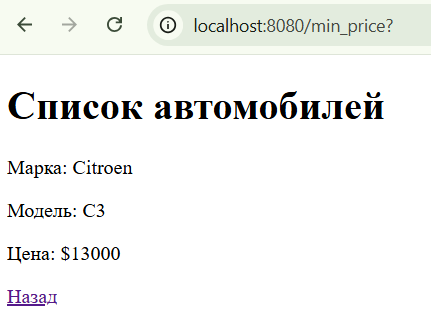 localhost:8080/min_price?
Список автомобилей
Марка: Citroen
Модель: C3
Цена: $13000
Назад